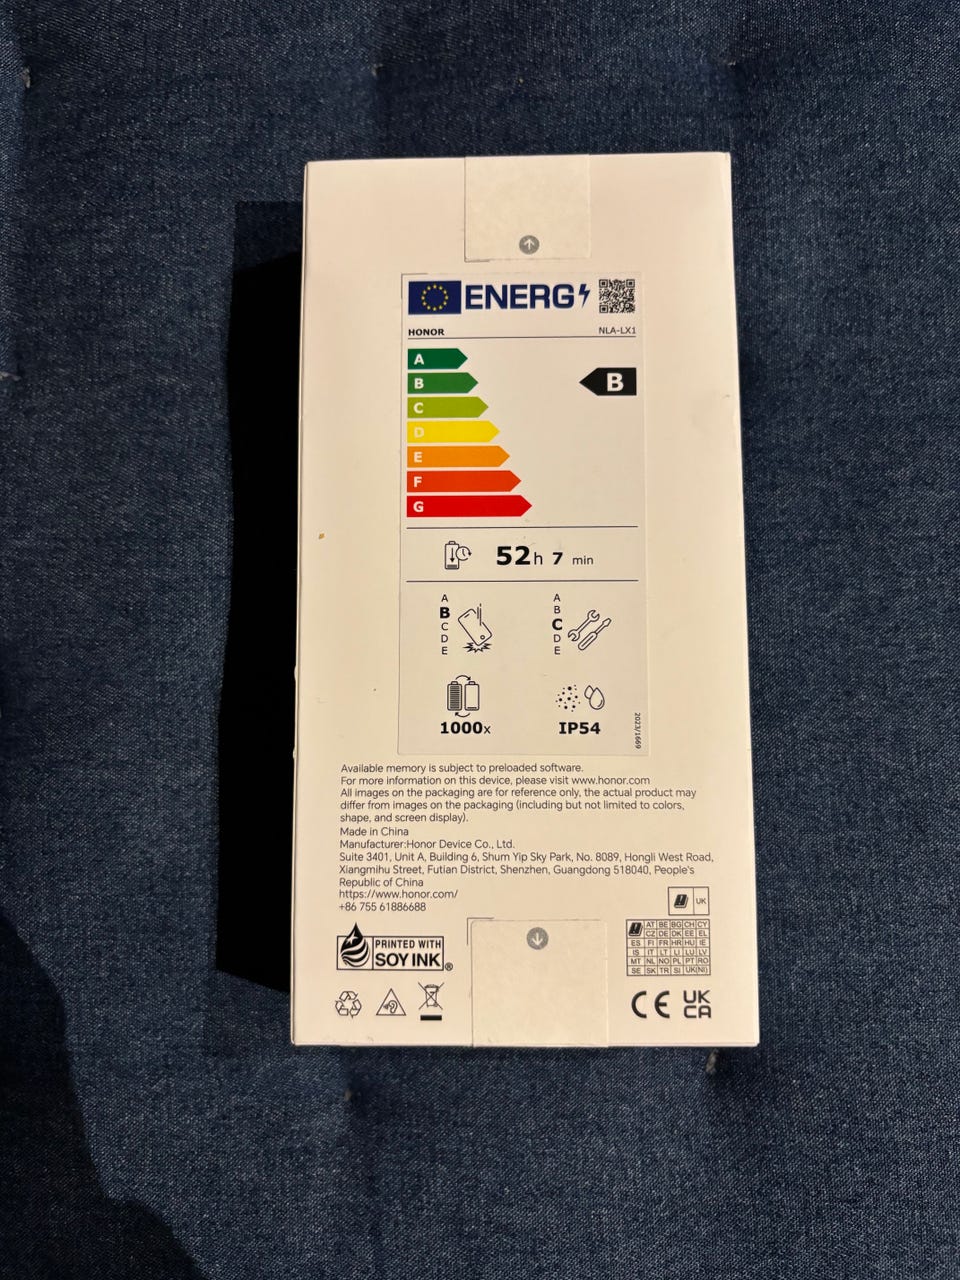 ENERG
HONOR NLA-LX1
A
B
C
D
E
F
G
B
52h 7 min
A
B
C
D
E
A
B
C
D
E
1000x
IP54
2023/1669
Available memory is subject to preloaded software.
For more information on this device, please visit www.honor.com
All images on the packaging are for reference only, the actual product may
differ from images on the packaging (including but not limited to colors,
shape, and screen display).
Made in China
Manufacturer:Honor Device Co., Ltd.
Suite 3401, Unit A, Building 6, Shum Yip Sky Park, No. 8089, Hongli West Road,
Xiangmihu Street, Futian District, Shenzhen, Guangdong 518040, People's
Republic of China
https://www.honor.com/
+86 755 61886688
UK
AT BE BG CH CY
CZ DE DK EE EL
ES FI FR HR HU IE
IS IT LT LI LU LV
MT NL NO PL PT RO
SE SK TR SI UK(NI)
PRINTED WITH
SOY INK®
CE
UK
CA